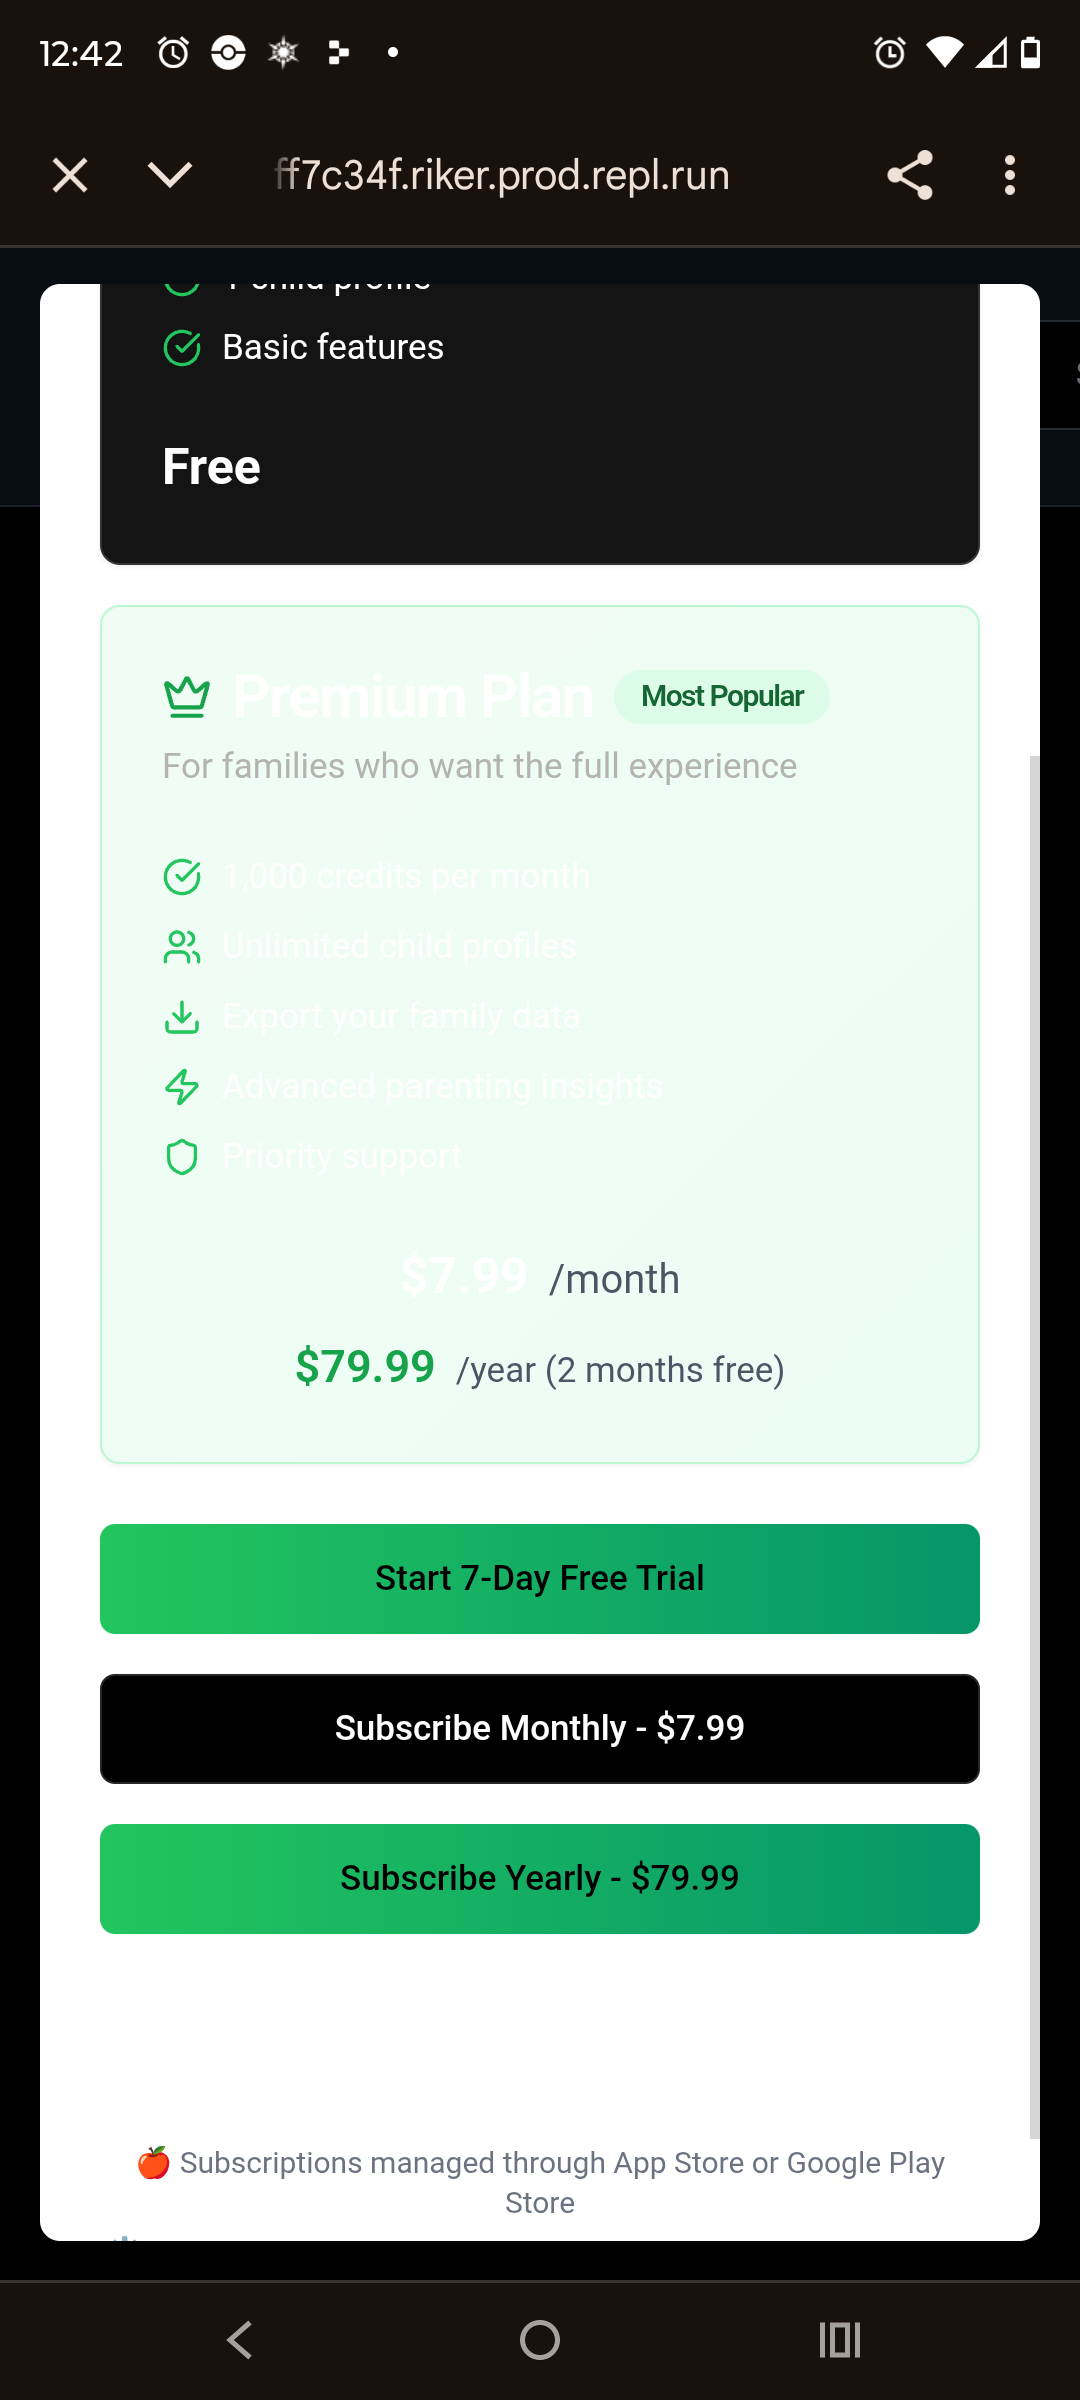 12:42
ff7c34f.riker.prod.repl.run
1 child profile
Basic features
Free
Premium Plan
Most Popular
For families who want the full experience
1,000 credits per month
Unlimited child profiles
Export your family data
Advanced parenting insights
Priority support
$7.99 /month
$79.99 /year (2 months free)
Start 7-Day Free Trial
Subscribe Monthly - $7.99
Subscribe Yearly - $79.99
🍎 Subscriptions managed through App Store or Google Play
Store